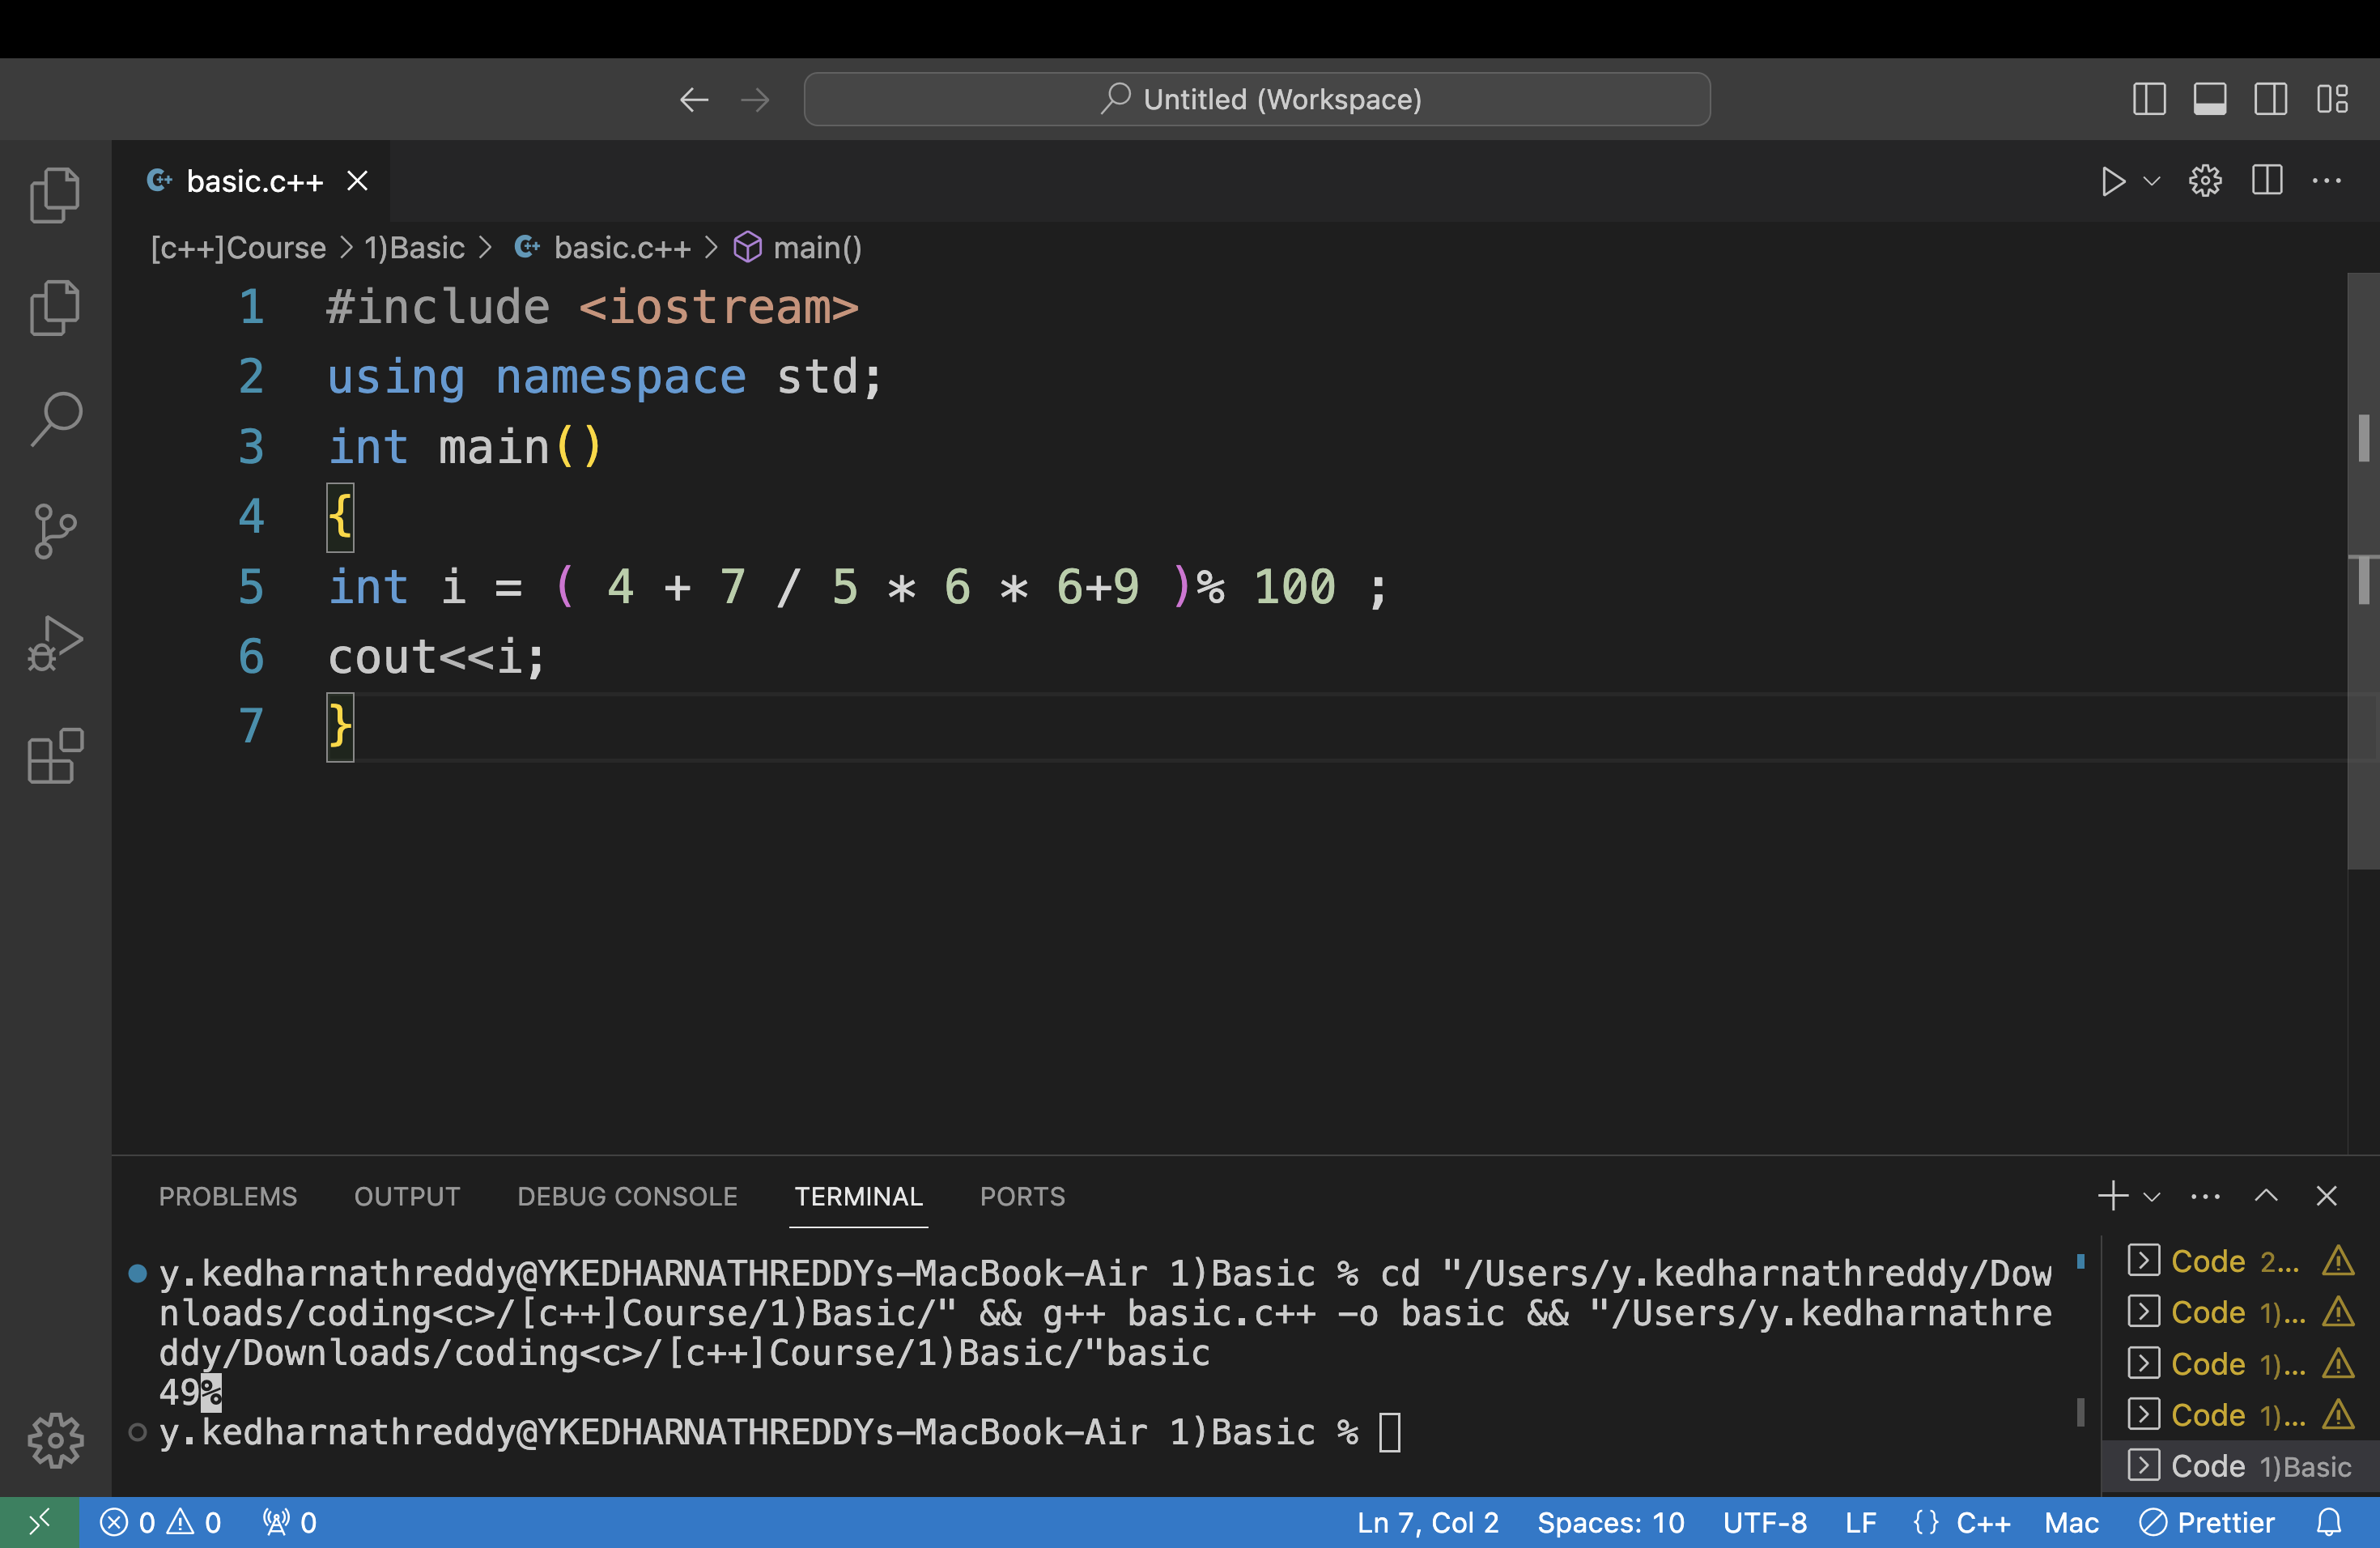 Untitled (Workspace)
basic.c++
[c++]Course > 1)Basic > basic.c++ > main()
1 #include <iostream>
2 using namespace std;
3 int main()
4 {
5 int i = ( 4 + 7 / 5 * 6 * 6+9 )% 100 ;
6 cout<<i;
7 }
PROBLEMS OUTPUT DEBUG CONSOLE TERMINAL PORTS
y.kedharnathreddy@YKEDHARNATHREDDYs-MacBook-Air 1)Basic % cd "/Users/y.kedharnathreddy/Dow
nloads/coding<c>/[c++]Course/1)Basic/" && g++ basic.c++ -o basic && "/Users/y.kedharnathre
ddy/Downloads/coding<c>/[c++]Course/1)Basic/"basic
49%
y.kedharnathreddy@YKEDHARNATHREDDYs-MacBook-Air 1)Basic %
Code 2...
Code 1)...
Code 1)...
Code 1)...
Code 1)Basic
0 0 0 Ln 7, Col 2 Spaces: 10 UTF-8 LF {} C++ Mac Prettier